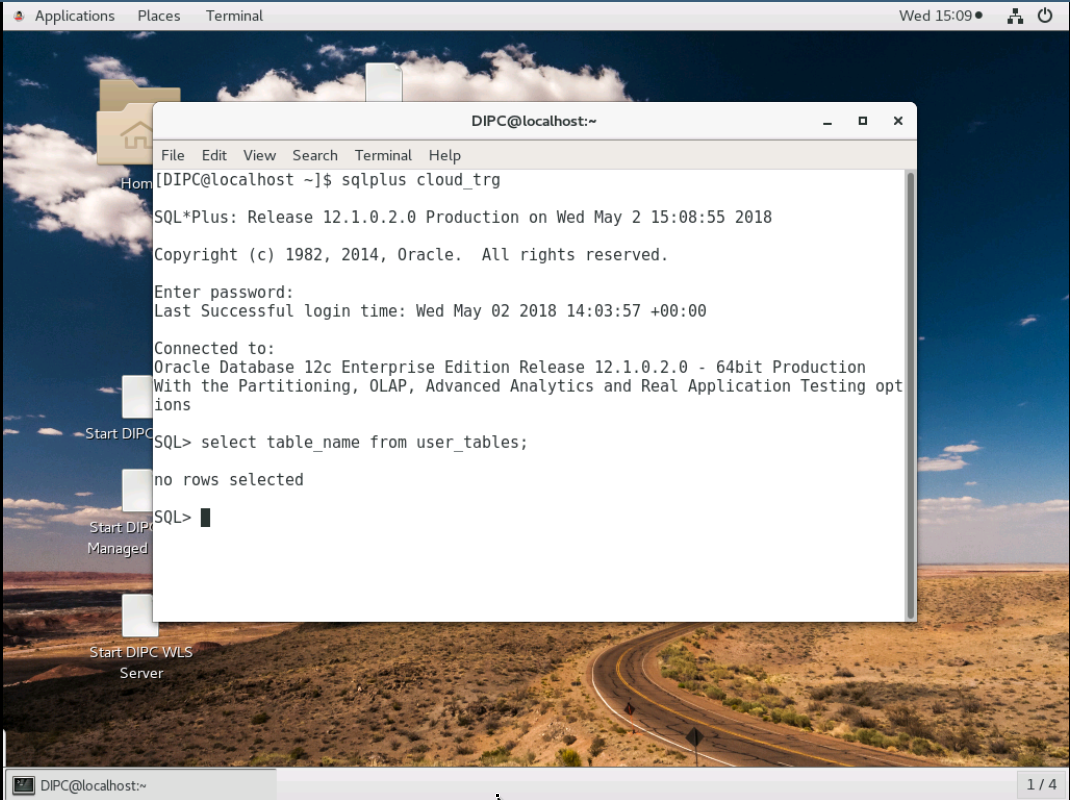 Applications Places Terminal Wed 15:09
DIPC@localhost:~
File Edit View Search Terminal Help
[DIPC@localhost ~]$ sqlplus cloud_trg
SQL*Plus: Release 12.1.0.2.0 Production on Wed May 2 15:08:55 2018
Copyright (c) 1982, 2014, Oracle.  All rights reserved.
Enter password:
Last Successful login time: Wed May 02 2018 14:03:57 +00:00
Connected to:
Oracle Database 12c Enterprise Edition Release 12.1.0.2.0 - 64bit Production
With the Partitioning, OLAP, Advanced Analytics and Real Application Testing opt
ions
SQL> select table_name from user_tables;
no rows selected
SQL>
Hom
Start DIPC
Start DIPC
Managed
Start DIPC WLS
Server
DIPC@localhost:~
1 / 4